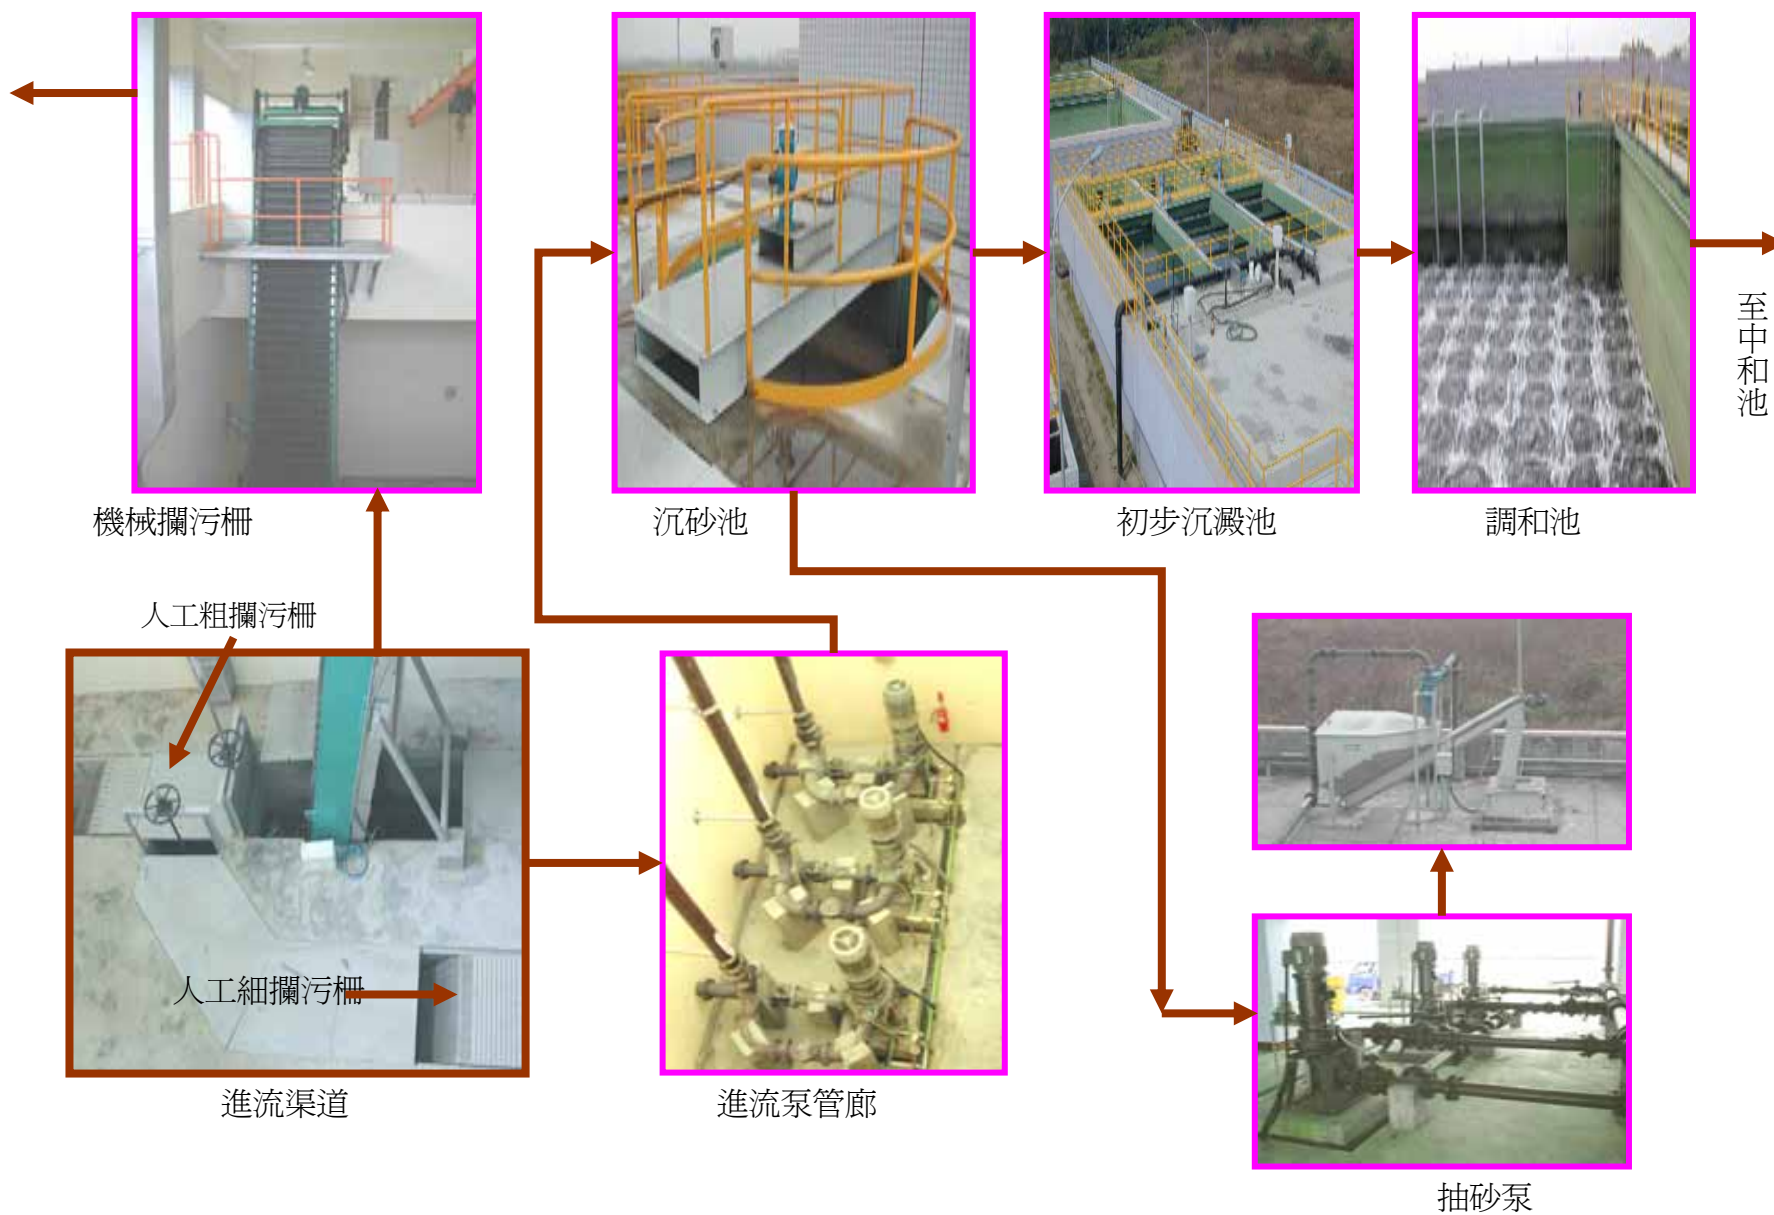 機械攔污柵
沉砂池
初步沉澱池
調和池
至中和池
人工粗攔污柵
人工細攔污柵
進流渠道
進流泵管廊
抽砂泵